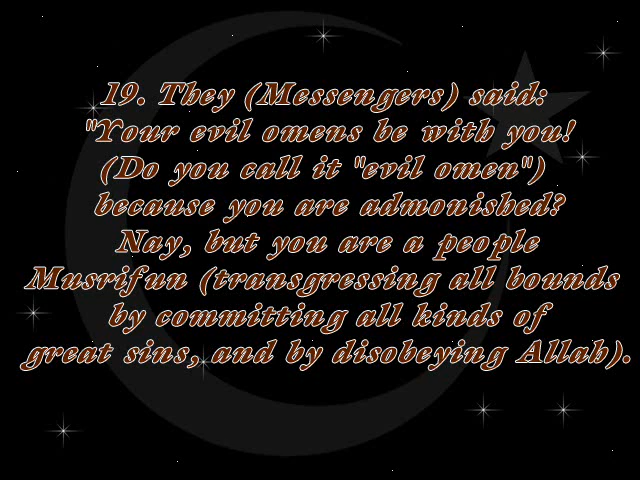 19. They (Messengers) said:
"Your evil omens be with you!
(Do you call it "evil omen")
because you are admonished?
Nay, but you are a people
Musrifun (transgressing all bounds
by committing all kinds of
great sins, and by disobeying Allah).